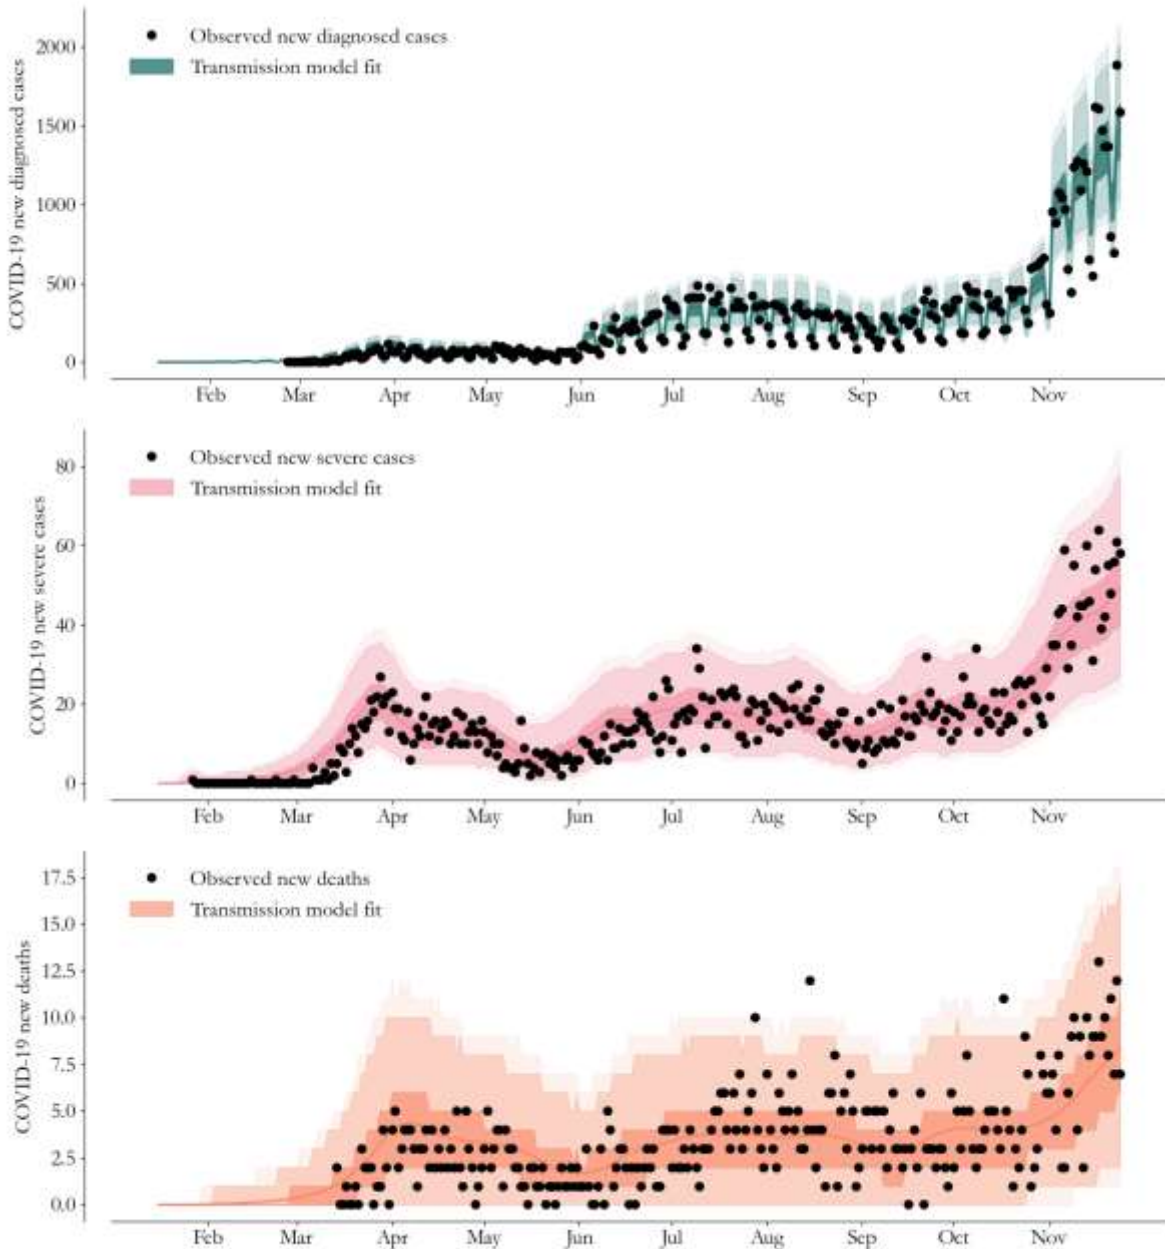 COVID-19 new diagnosed cases
2000
1500
1000
500
0
Observed new diagnosed cases
Transmission model fit
Feb Mar Apr May Jun Jul Aug Sep Oct Nov
COVID-19 new severe cases
80
60
40
20
0
Observed new severe cases
Transmission model fit
Feb Mar Apr May Jun Jul Aug Sep Oct Nov
COVID-19 new deaths
17.5
15.0
12.5
10.0
7.5
5.0
2.5
0.0
Observed new deaths
Transmission model fit
Feb Mar Apr May Jun Jul Aug Sep Oct Nov